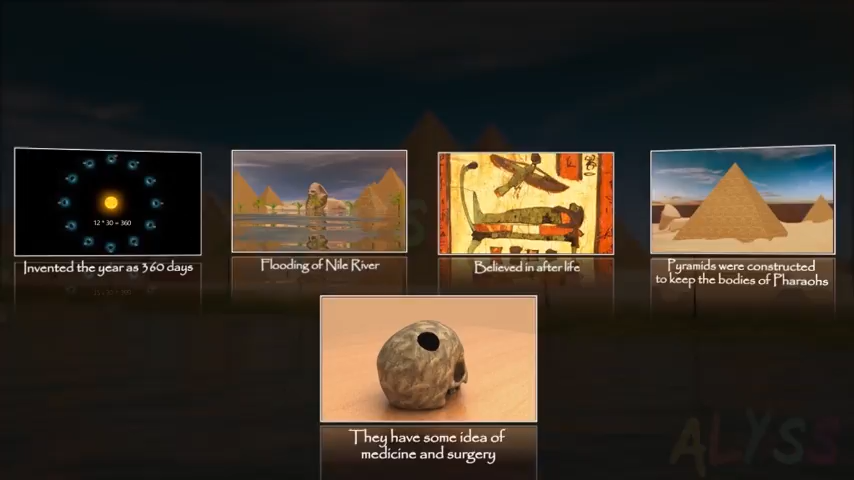 12 * 30 = 360
Invented the year as 360 days
Flooding of Nile River
Believed in after life
Pyramids were constructed
to keep the bodies of Pharaohs
They have some idea of
medicine and surgery
ALYSS